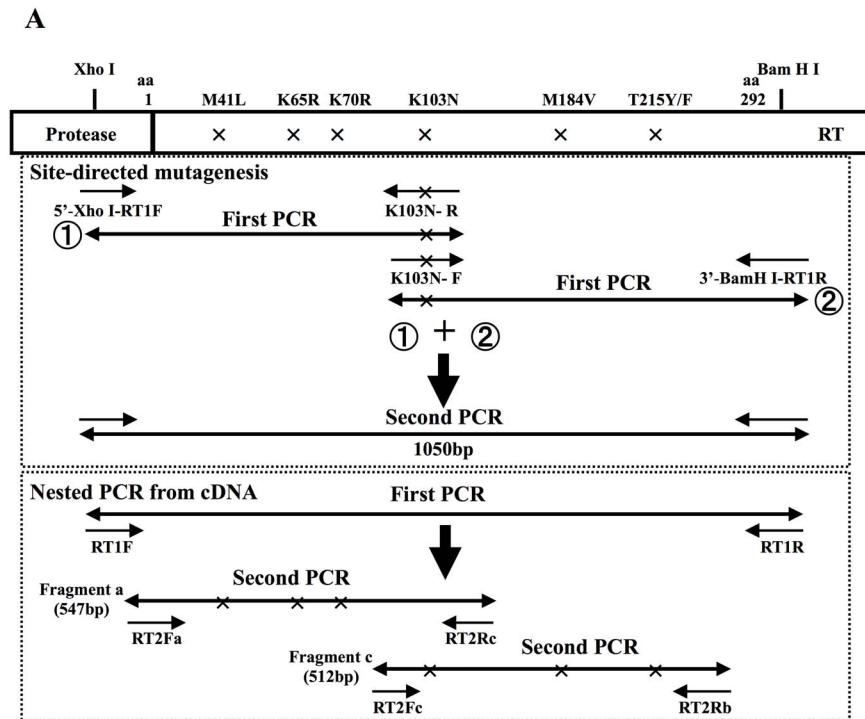 A
Xho I
aa
1
M41L
K65R
K70R
K103N
M184V
T215Y/F
aa
292
Bam H I
Protease
RT
Site-directed mutagenesis
5’-Xho I-RT1F
First PCR
K103N- R
①
K103N- F
First PCR
3’-BamH I-RT1R
②
① + ②
Second PCR
1050bp
Nested PCR from cDNA
First PCR
RT1F
RT1R
Fragment a
(547bp)
Second PCR
RT2Fa
RT2Rc
Fragment c
(512bp)
Second PCR
RT2Fc
RT2Rb